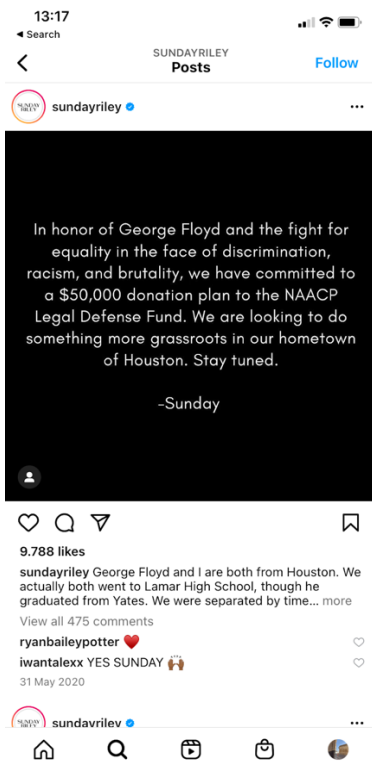 13:17
Search
SUNDAYRILEY
Posts
Follow
SUNDAY
RILEY
sundayriley
In honor of George Floyd and the fight for
equality in the face of discrimination,
racism, and brutality, we have committed to
a $50,000 donation plan to the NAACP
Legal Defense Fund. We are looking to do
something more grassroots in our hometown
of Houston. Stay tuned.
-Sunday
9.788 likes
sundayriley George Floyd and I are both from Houston. We
actually both went to Lamar High School, though he
graduated from Yates. We were separated by time... more
View all 475 comments
ryanbaileypotter
iwantalexx YES SUNDAY
31 May 2020
SUNDAY
RILEY
sundayriley